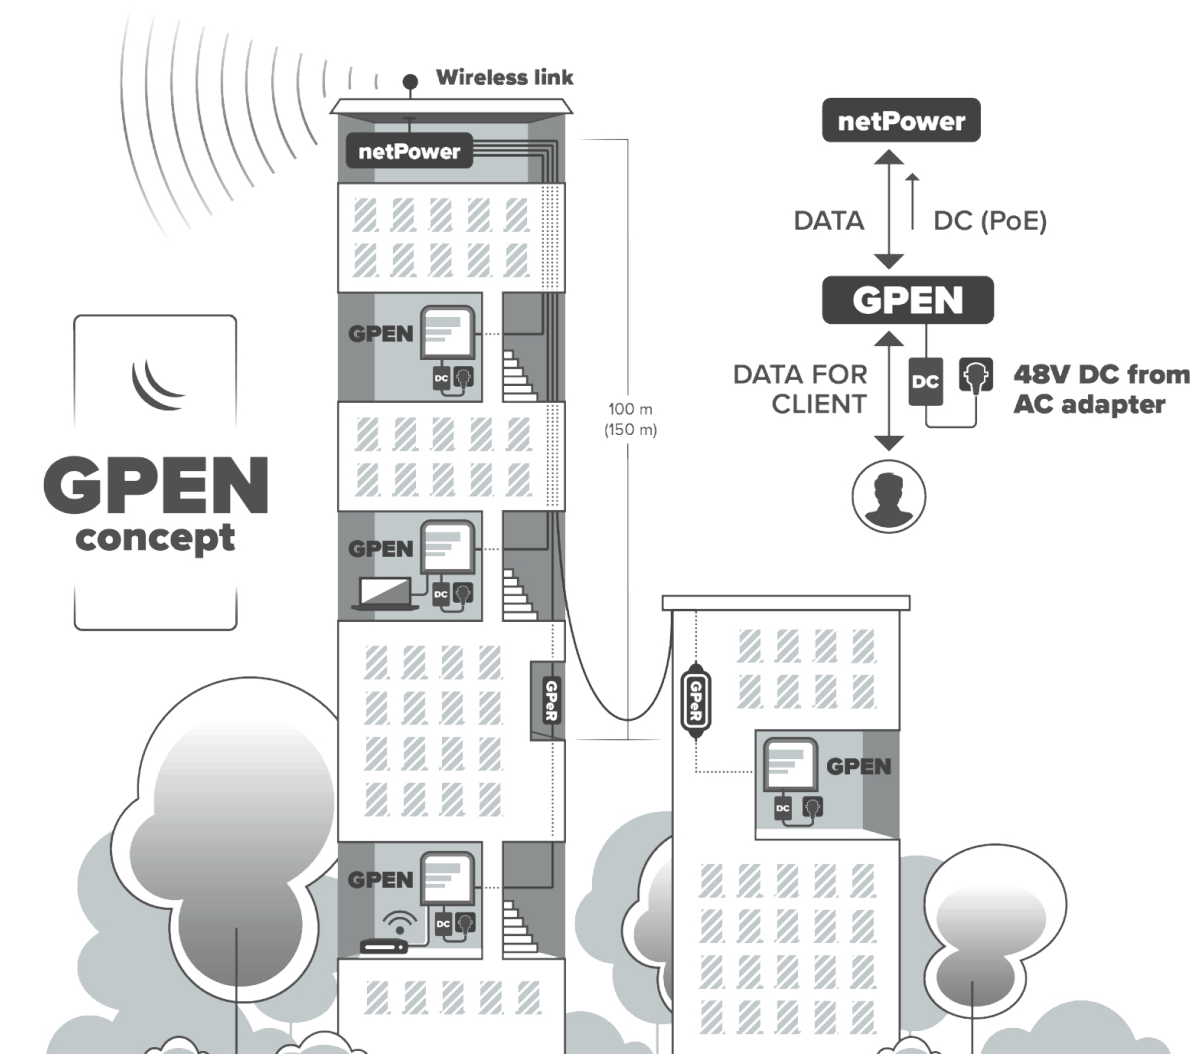 Wireless link
netPower
GPEN
DC
GPEN
concept
100 m
(150 m)
GPEN
DC
GPeR
GPeR
GPEN
DC
GPEN
DC
netPower
DATA
DC (PoE)
GPEN
DATA FOR
CLIENT
DC
48V DC from
AC adapter